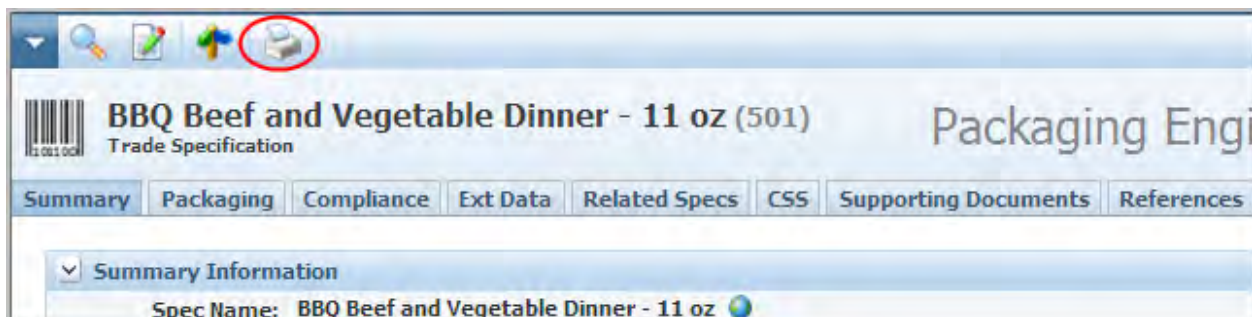 BBQ Beef and Vegetable Dinner - 11 oz (501)
Trade Specification
Packaging Engi
Summary Packaging Compliance Ext Data Related Specs CSS Supporting Documents References
Summary Information
Spec Name: BBQ Beef and Vegetable Dinner - 11 oz